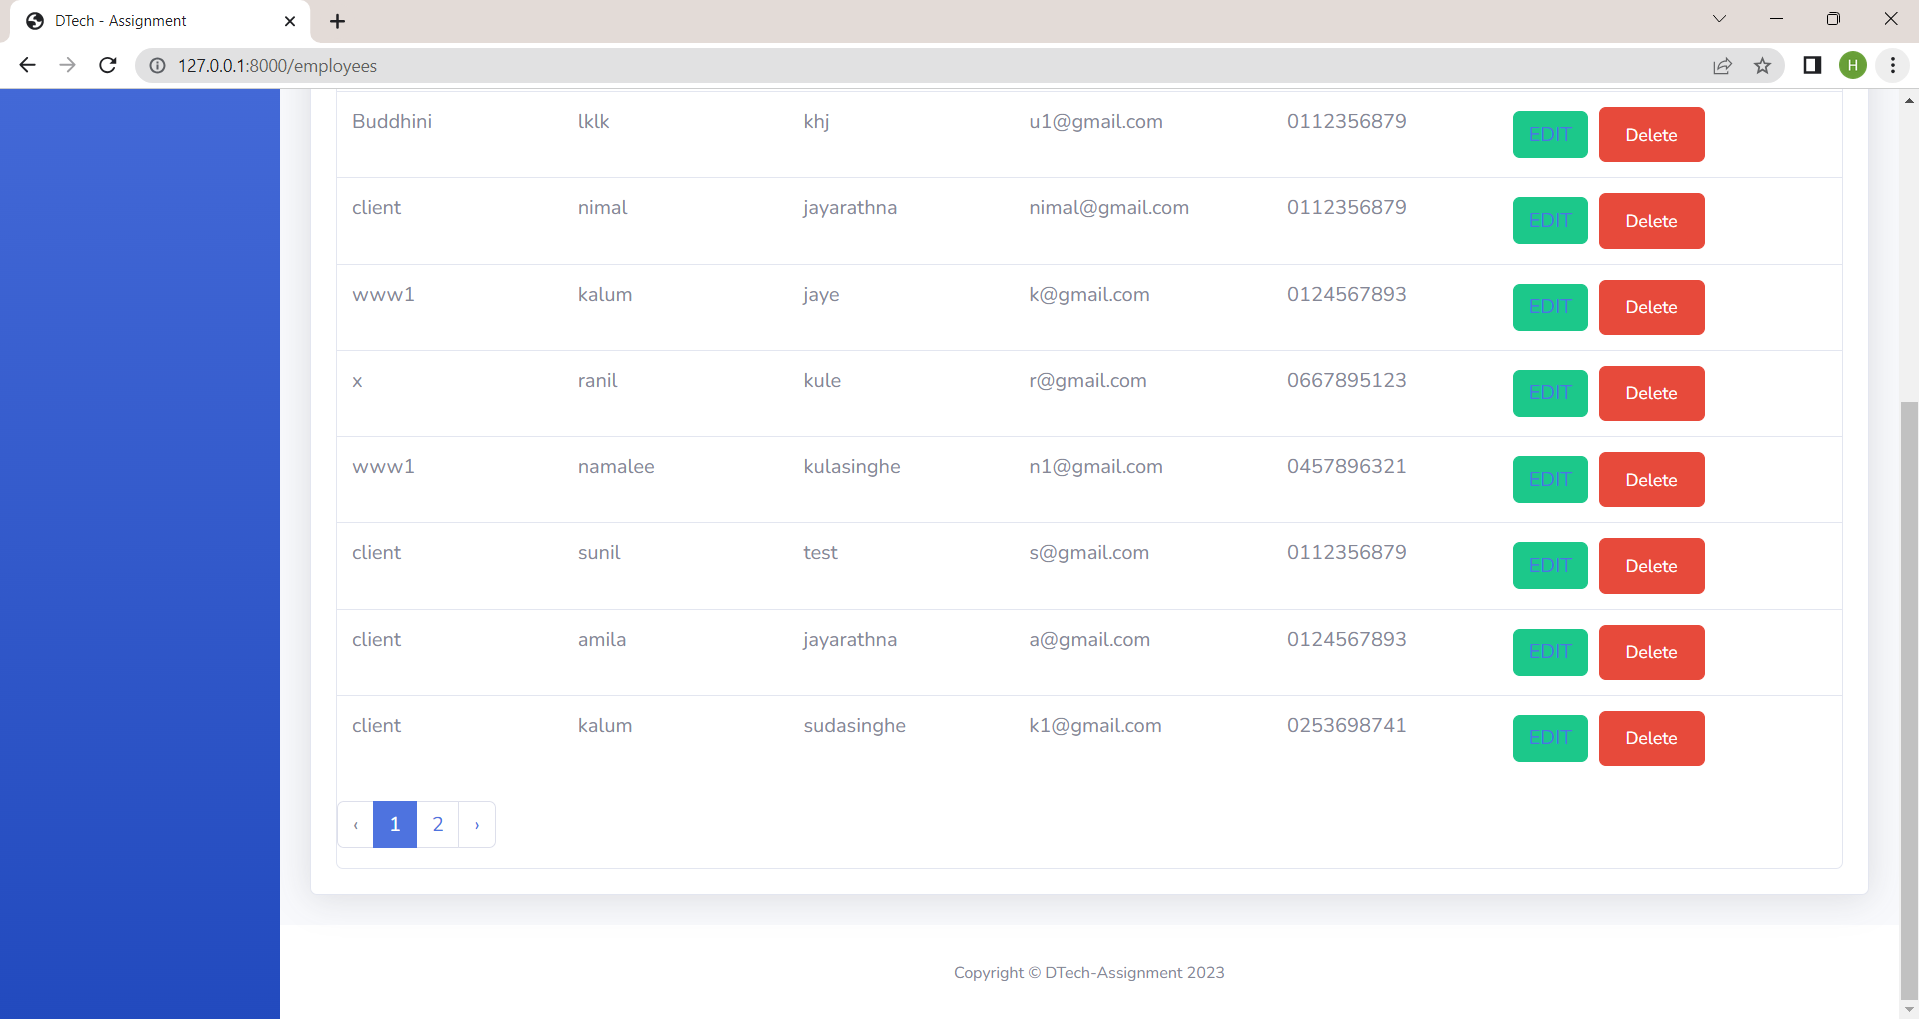 DTech - Assignment
127.0.0.1:8000/employees
H
Buddhini lklk khj u1@gmail.com 0112356879 EDIT Delete
client nimal jayarathna nimal@gmail.com 0112356879 EDIT Delete
www1 kalum jaye k@gmail.com 0124567893 EDIT Delete
x ranil kule r@gmail.com 0667895123 EDIT Delete
www1 namalee kulasinghe n1@gmail.com 0457896321 EDIT Delete
client sunil test s@gmail.com 0112356879 EDIT Delete
client amila jayarathna a@gmail.com 0124567893 EDIT Delete
client kalum sudasinghe k1@gmail.com 0253698741 EDIT Delete
‹ 1 2 ›
Copyright © DTech-Assignment 2023